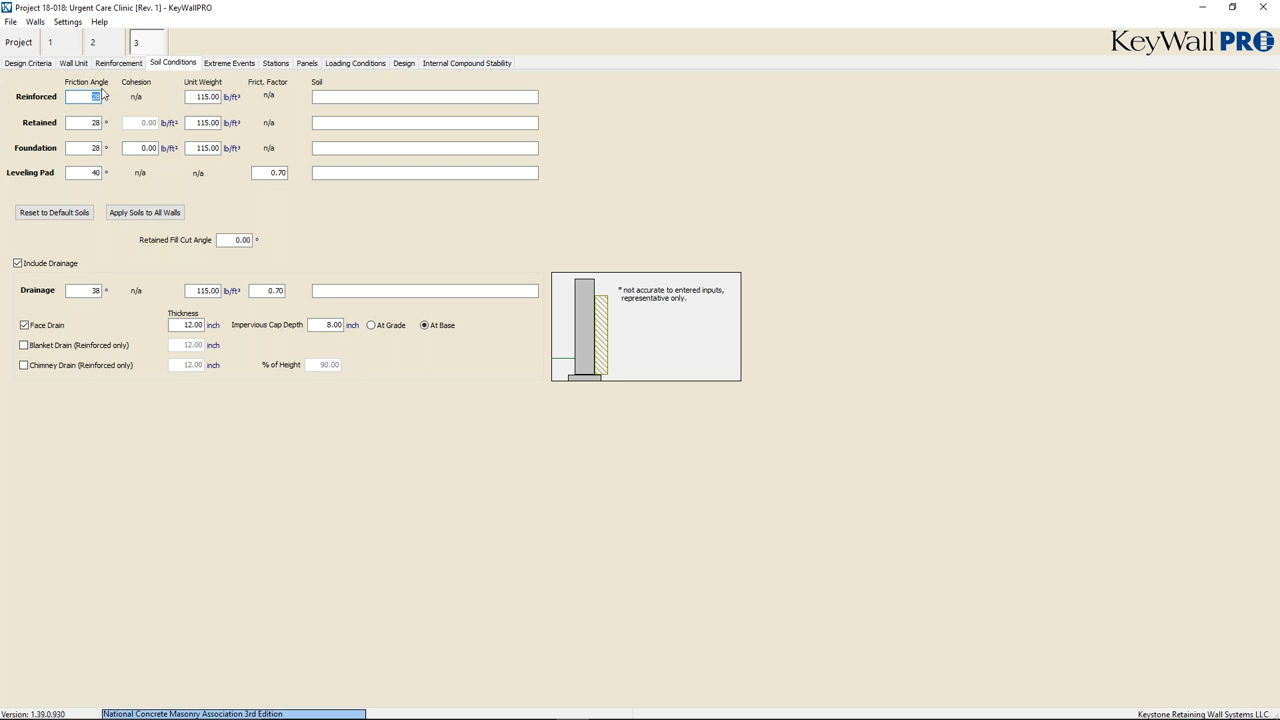 Project 18-018: Urgent Care Clinic [Rev. 1] - KeyWallPRO
File Walls Settings Help
Project 1 2 3
KEYWALL PRO
Design Criteria Wall Unit Reinforcement Soil Conditions Extreme Events Stations Panels Loading Conditions Design Internal Compound Stability
Friction Angle Cohesion Unit Weight Frict. Factor Soil
Reinforced n/a 115.00 lb/ft³ n/a
Retained 28 ° 0.00 lb/ft² 115.00 lb/ft³ n/a
Foundation 28 ° 0.00 lb/ft² 115.00 lb/ft³ n/a
Leveling Pad 40 ° n/a n/a 0.70
Reset to Default Soils Apply Soils to All Walls
Retained Fill Cut Angle 0.00 °
Include Drainage
Drainage 38 ° n/a 115.00 lb/ft³ 0.70
* not accurate to entered inputs,
representative only.
Thickness
Face Drain 12.00 inch Impervious Cap Depth 8.00 inch At Grade At Base
Blanket Drain (Reinforced only) 12.00 inch
Chimney Drain (Reinforced only) 12.00 inch % of Height 90.00
Version: 1.39.0.930 National Concrete Masonry Association 3rd Edition Keystone Retaining Wall Systems LLC